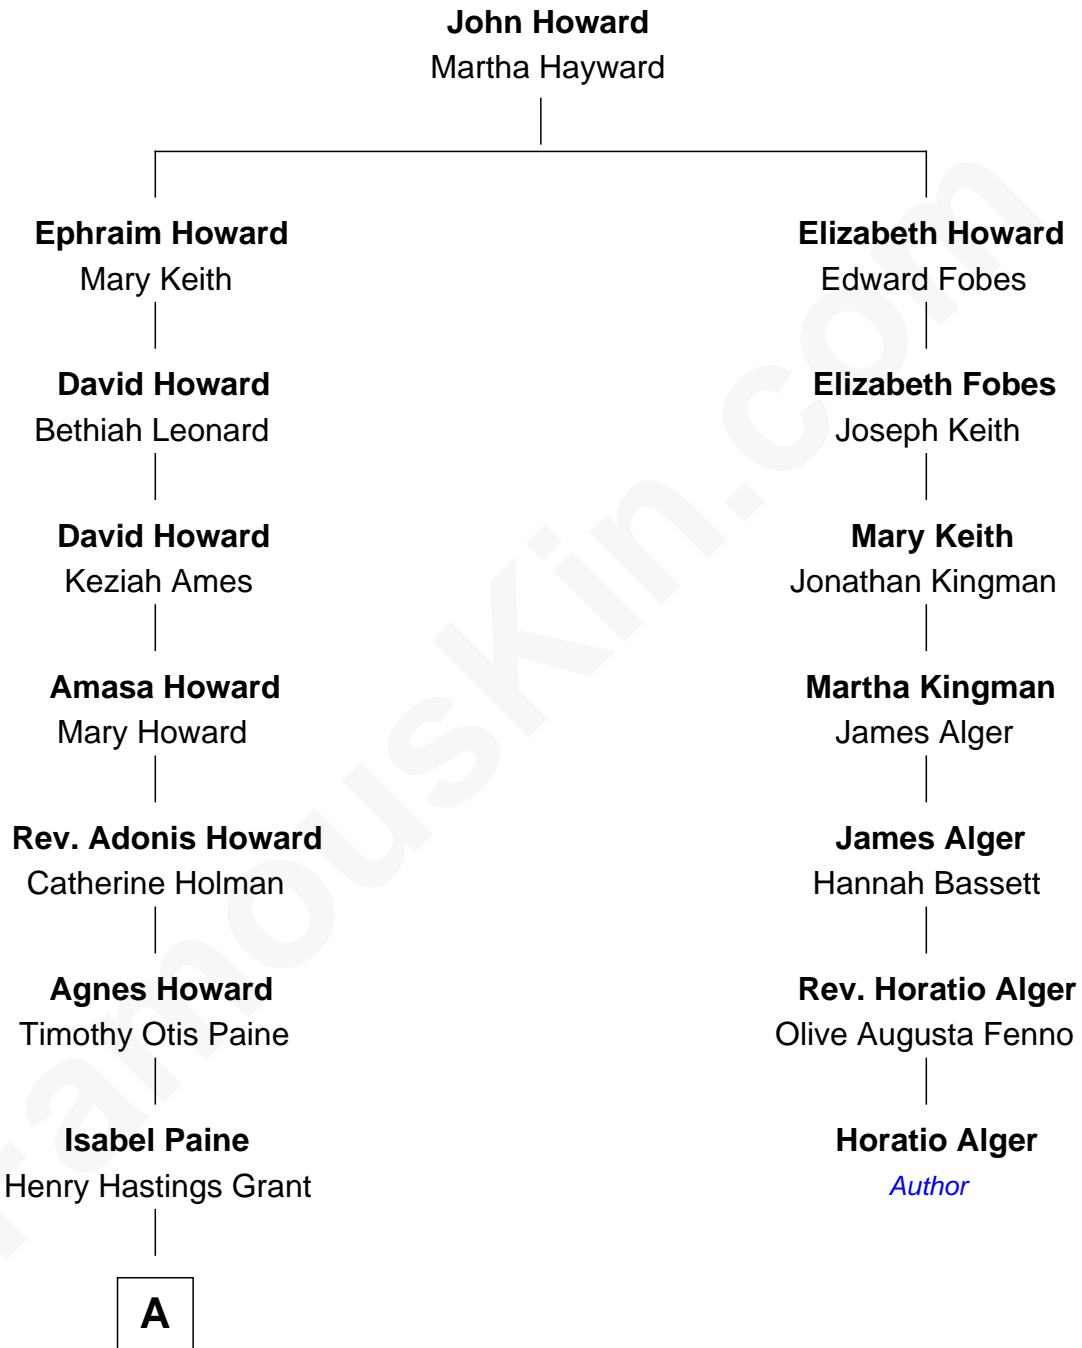 John Howard
Martha Hayward
Ephraim Howard
Mary Keith
David Howard
Bethiah Leonard
David Howard
Keziah Ames
Amasa Howard
Mary Howard
Rev. Adonis Howard
Catherine Holman
Agnes Howard
Timothy Otis Paine
Isabel Paine
Henry Hastings Grant
A
Elizabeth Howard
Edward Fobes
Elizabeth Fobes
Joseph Keith
Mary Keith
Jonathan Kingman
Martha Kingman
James Alger
James Alger
Hannah Bassett
Rev. Horatio Alger
Olive Augusta Fenno
Horatio Alger
Author
FamousKin.com